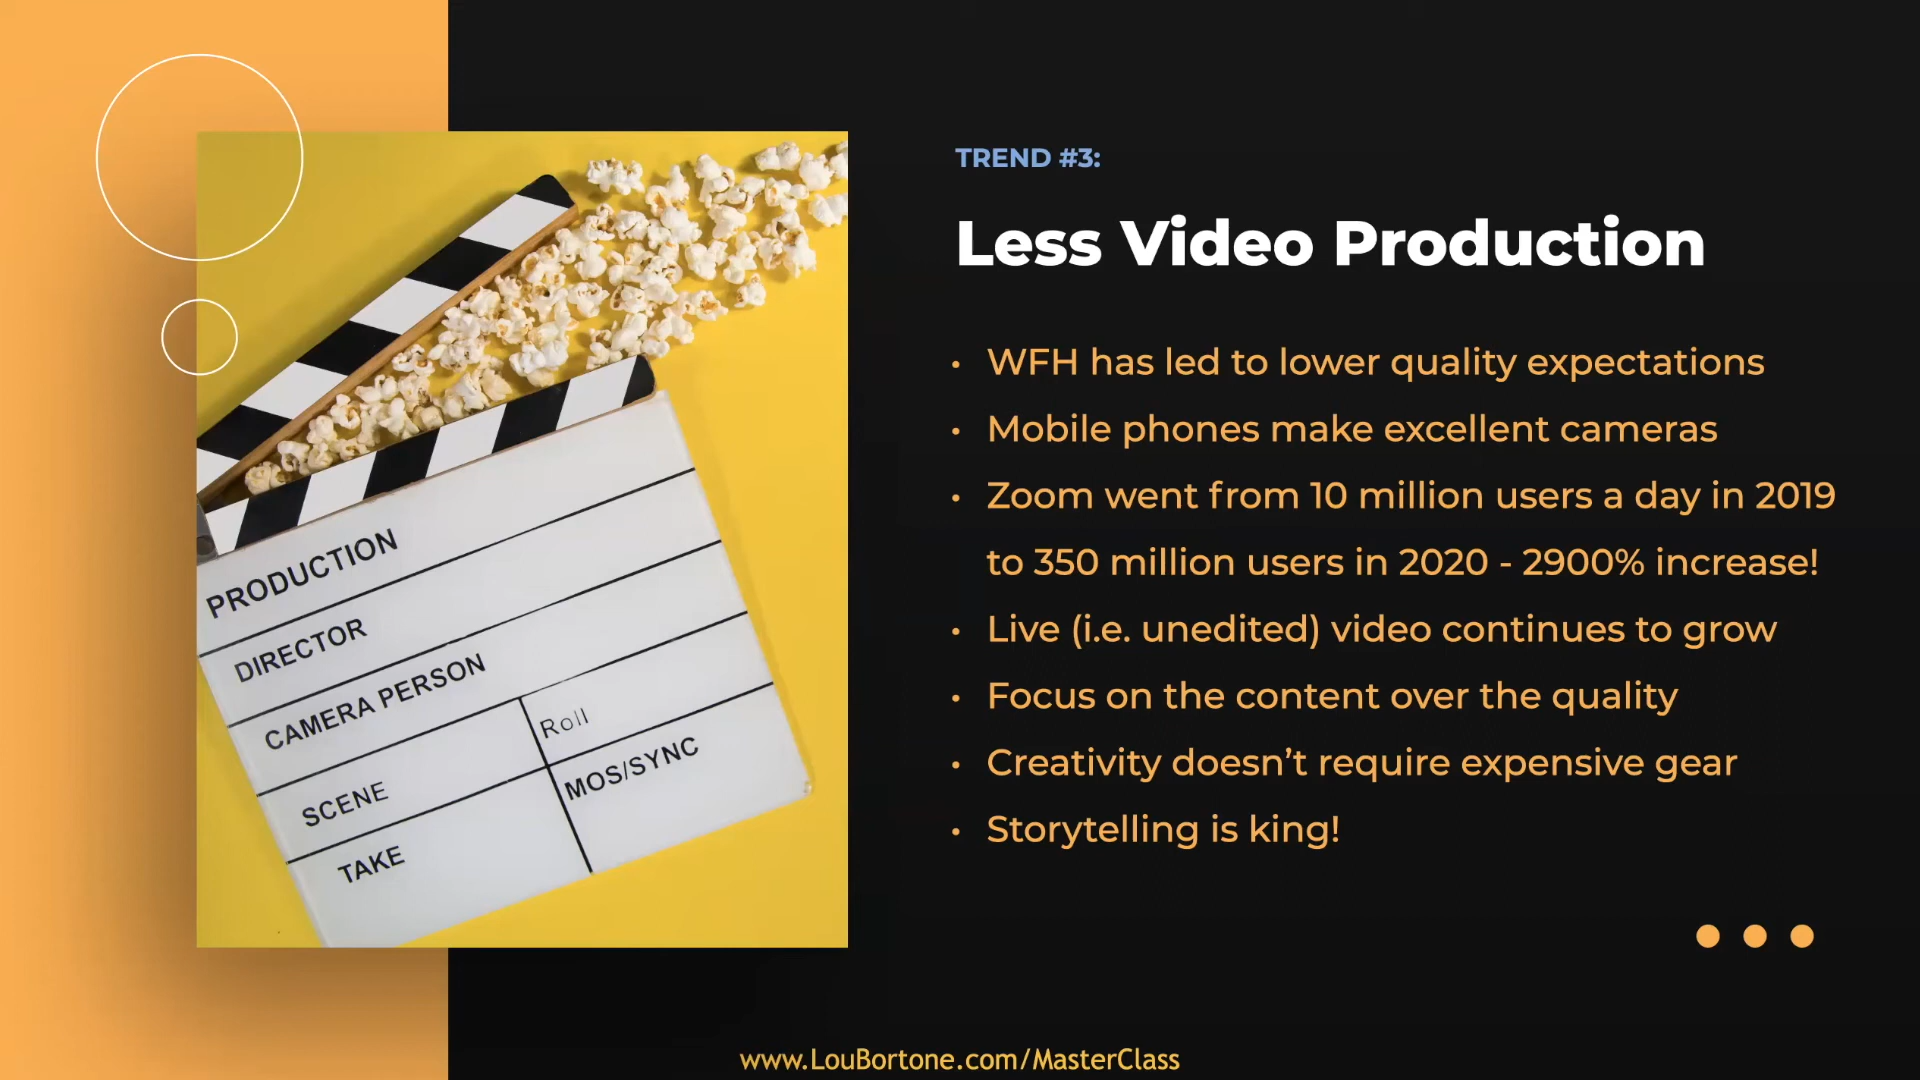 TREND #3:
Less Video Production
• WFH has led to lower quality expectations
• Mobile phones make excellent cameras
• Zoom went from 10 million users a day in 2019
to 350 million users in 2020 - 2900% increase!
• Live (i.e. unedited) video continues to grow
• Focus on the content over the quality
• Creativity doesn’t require expensive gear
• Storytelling is king!
PRODUCTION
DIRECTOR
CAMERA PERSON
SCENE
Roll
TAKE
MOS/SYNC
www.LouBortone.com/MasterClass